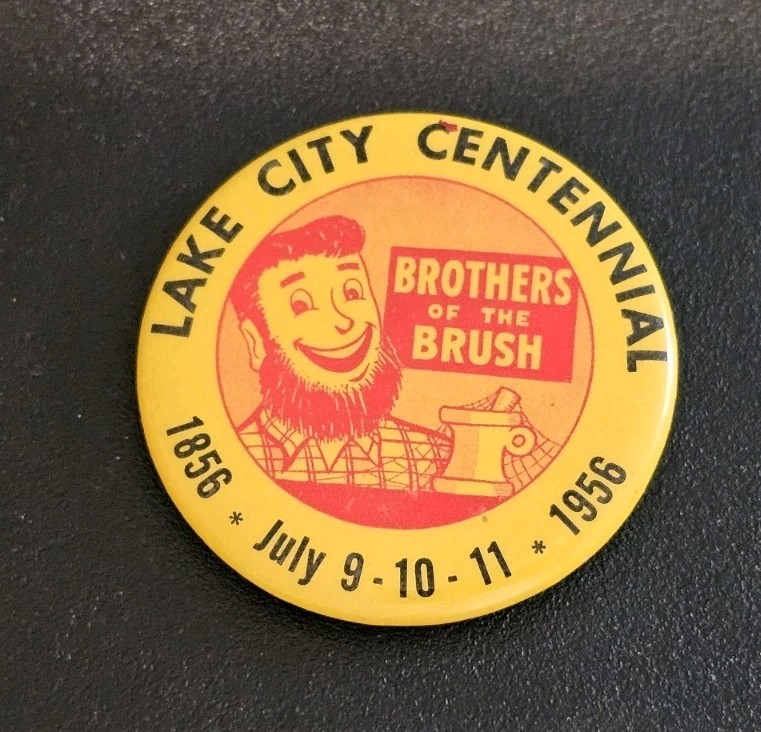 LAKE CITY CENTENNIAL
BROTHERS
OF THE
BRUSH
1856 * July 9-10-11 * 1956